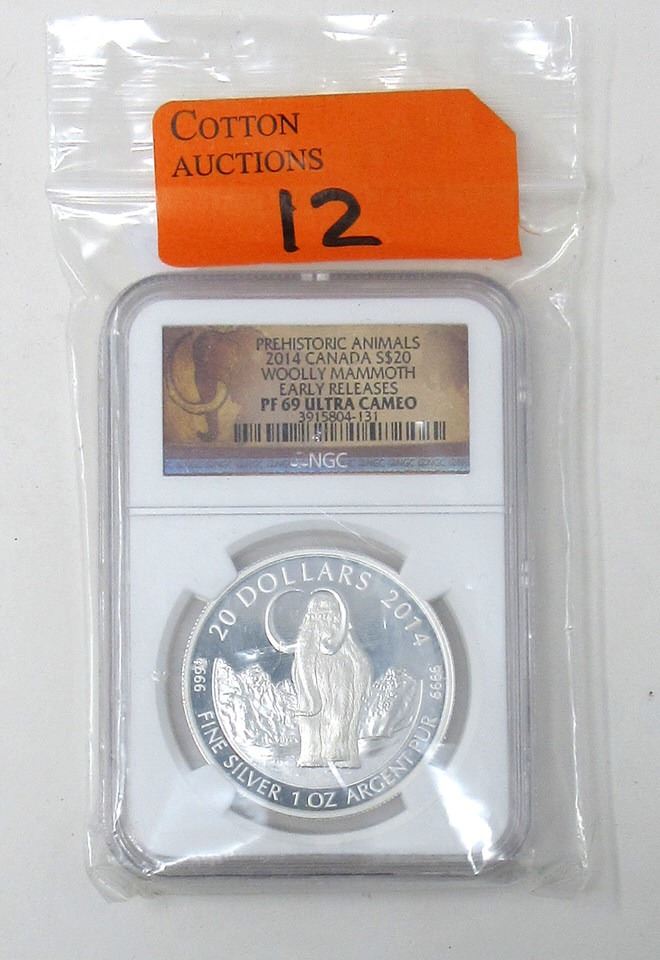 COTTON
AUCTIONS
12
PREHISTORIC ANIMALS
2014 CANADA S$20
WOOLLY MAMMOTH
EARLY RELEASES
PF 69 ULTRA CAMEO
3915804-131
NGC
20 DOLLARS 2014
9999 9999
FINE SILVER 1 OZ ARGENT PUR